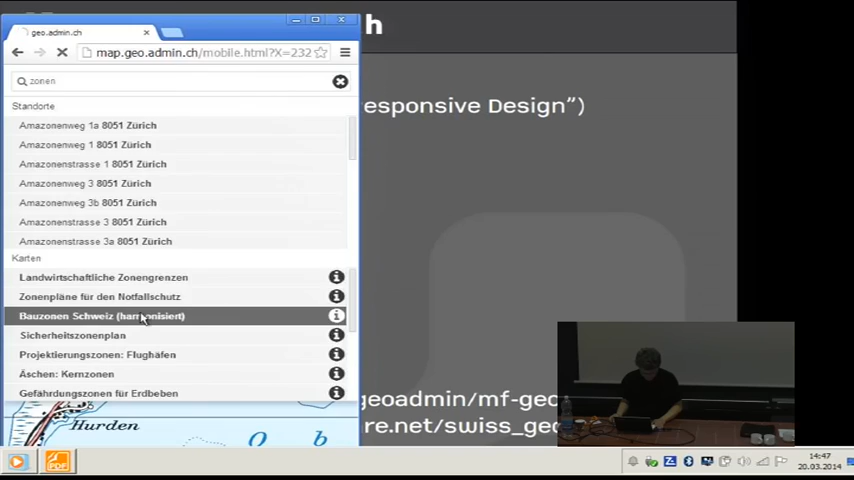 h
geo.admin.ch
map.geo.admin.ch/mobile.html?X=232
zonen
esponsive Design”)
Standorte
Amazonenweg 1a 8051 Zürich
Amazonenweg 1 8051 Zürich
Amazonenstrasse 1 8051 Zürich
Amazonenweg 3 8051 Zürich
Amazonenweg 3b 8051 Zürich
Amazonenstrasse 3 8051 Zürich
Amazonenstrasse 3a 8051 Zürich
Karten
Landwirtschaftliche Zonengrenzen
Zonenpläne für den Notfallschutz
Bauzonen Schweiz (harmonisiert)
Sicherheitszonenplan
Projektierungszonen: Flughäfen
Äschen: Kernzonen
Gefährdungszonen für Erdbeben
geoadmin/mf-geo
Hurden
O b
re.net/swiss_geo
PDF
14:47
20.03.2014